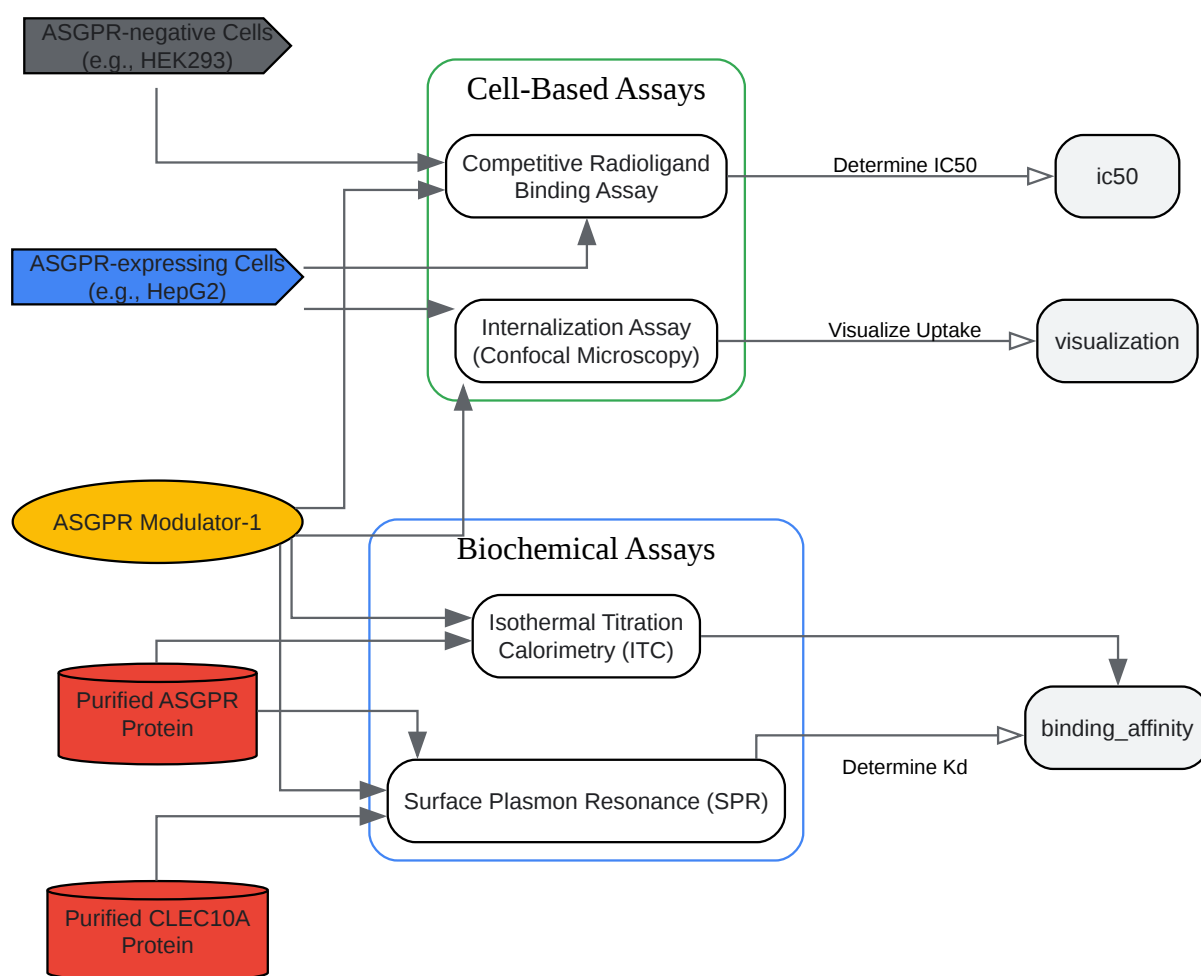 ASGPR-negative Cells
(e.g., HEK293)
Cell-Based Assays
Competitive Radioligand
Binding Assay
Determine IC50
ic50
ASGPR-expressing Cells
(e.g., HepG2)
Internalization Assay
(Confocal Microscopy)
Visualize Uptake
visualization
ASGPR Modulator-1
Biochemical Assays
Isothermal Titration
Calorimetry (ITC)
Purified ASGPR
Protein
binding_affinity
Determine Kd
Surface Plasmon Resonance (SPR)
Purified CLEC10A
Protein